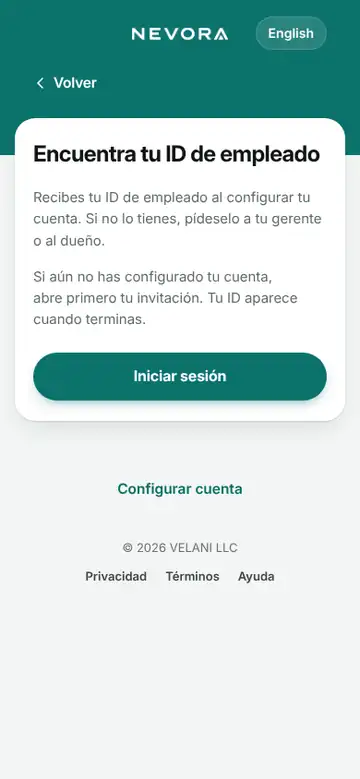 NEVORA
English
Volver
Encuentra tu ID de empleado
Recibes tu ID de empleado al configurar tu
cuenta. Si no lo tienes, pídeselo a tu gerente
o al dueño.
Si aún no has configurado tu cuenta,
abre primero tu invitación. Tu ID aparece
cuando terminas.
Iniciar sesión
Configurar cuenta
© 2026 VELANI LLC
Privacidad Términos Ayuda